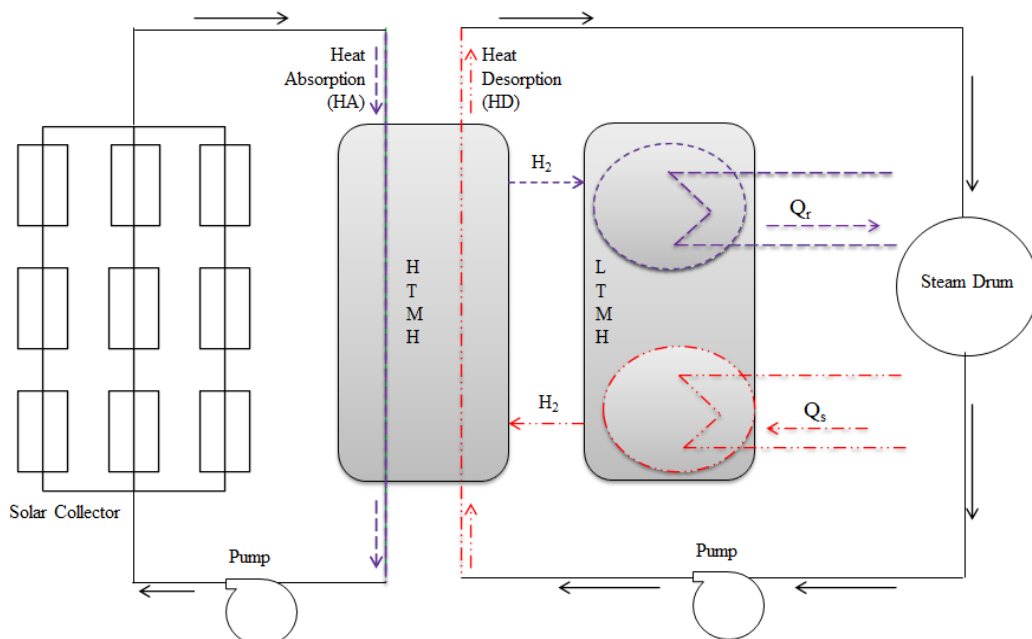 Heat
Absorption
(HA)
Heat
Desorption
(HD)
H₂
Qᵣ
H
T
M
H
L
T
M
H
Steam Drum
H₂
Qₛ
Solar Collector
Pump
Pump